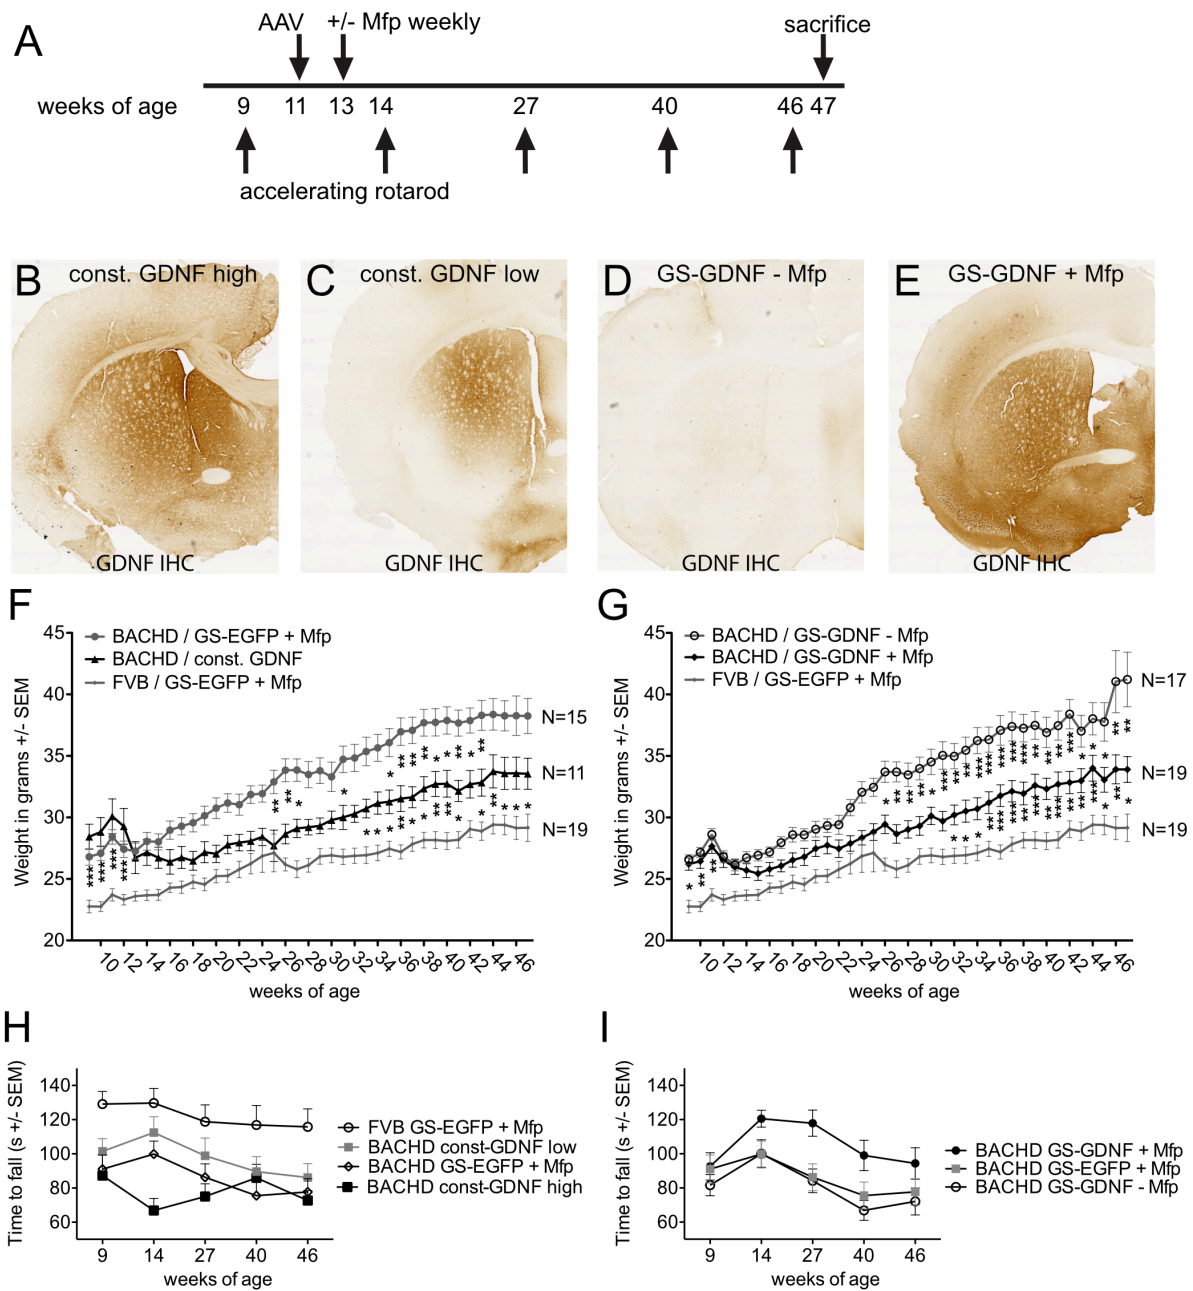 A
AAV
+/- Mfp weekly
sacrifice
weeks of age
9 11 13 14 27 40 46 47
accelerating rotarod
B const. GDNF high
GDNF IHC
C const. GDNF low
GDNF IHC
D GS-GDNF - Mfp
GDNF IHC
E GS-GDNF + Mfp
GDNF IHC
F
BACHD / GS-EGFP + Mfp
BACHD / const. GDNF
FVB / GS-EGFP + Mfp
Weight in grams +/- SEM
45
40
35
30
25
20
N=15
N=11
N=19
10 12 14 16 18 20 22 24 26 28 30 32 34 36 38 40 42 44 46
weeks of age
G
BACHD / GS-GDNF - Mfp
BACHD / GS-GDNF + Mfp
FVB / GS-EGFP + Mfp
Weight in grams +/- SEM
45
40
35
30
25
20
N=17
N=19
N=19
10 12 14 16 18 20 22 24 26 28 30 32 34 36 38 40 42 44 46
weeks of age
H
Time to fall (s +/- SEM)
140
120
100
80
60
9 14 27 40 46
weeks of age
FVB GS-EGFP + Mfp
BACHD const-GDNF low
BACHD GS-EGFP + Mfp
BACHD const-GDNF high
I
Time to fall (s +/- SEM)
140
120
100
80
60
9 14 27 40 46
weeks of age
BACHD GS-GDNF + Mfp
BACHD GS-EGFP + Mfp
BACHD GS-GDNF - Mfp